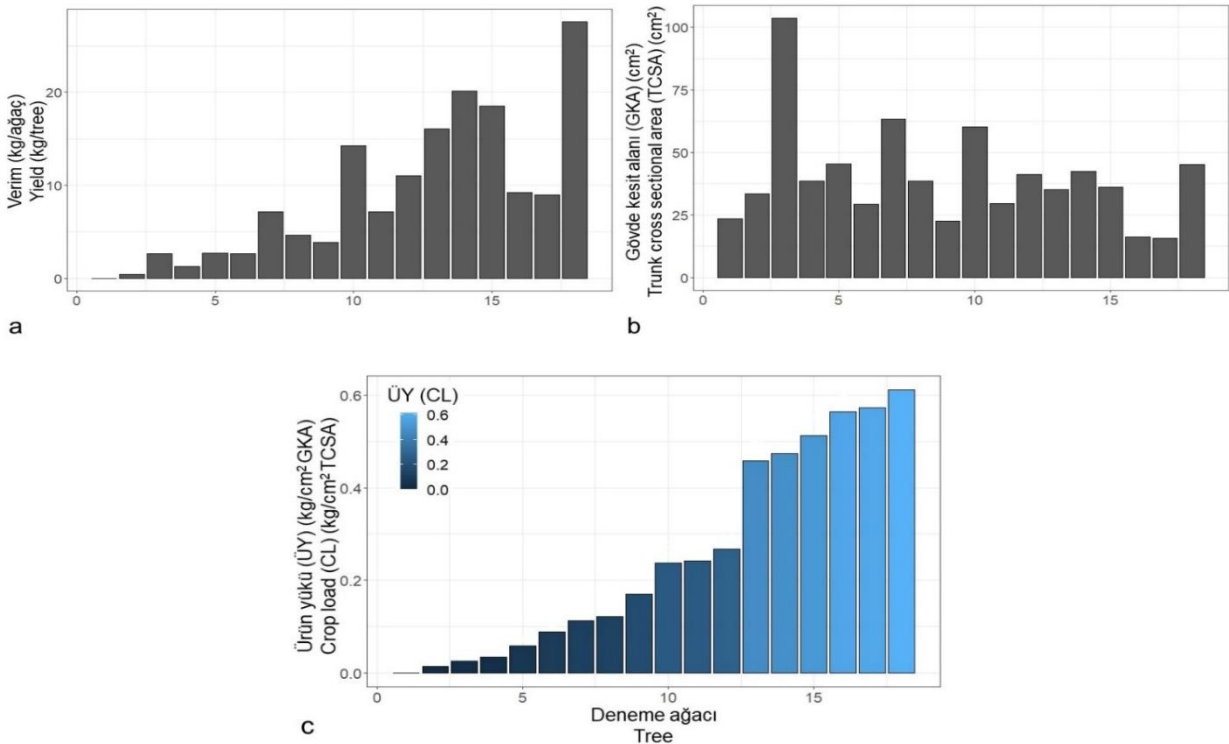 Verim (kg/ağaç)
Yield (kg/tree)
20
10
0
0
5
10
15
a
Gövde kesit alanı (GKA) (cm²)
Trunk cross sectional area (TCSA) (cm²)
100
75
50
25
0
0
5
10
15
b
Ürün yükü (ÜY) (kg/cm² GKA)
Crop load (CL) (kg/cm² TCSA)
0.6
0.4
0.2
0.0
ÜY (CL)
0.6
0.4
0.2
0.0
0
5
10
15
Deneme ağacı
Tree
c